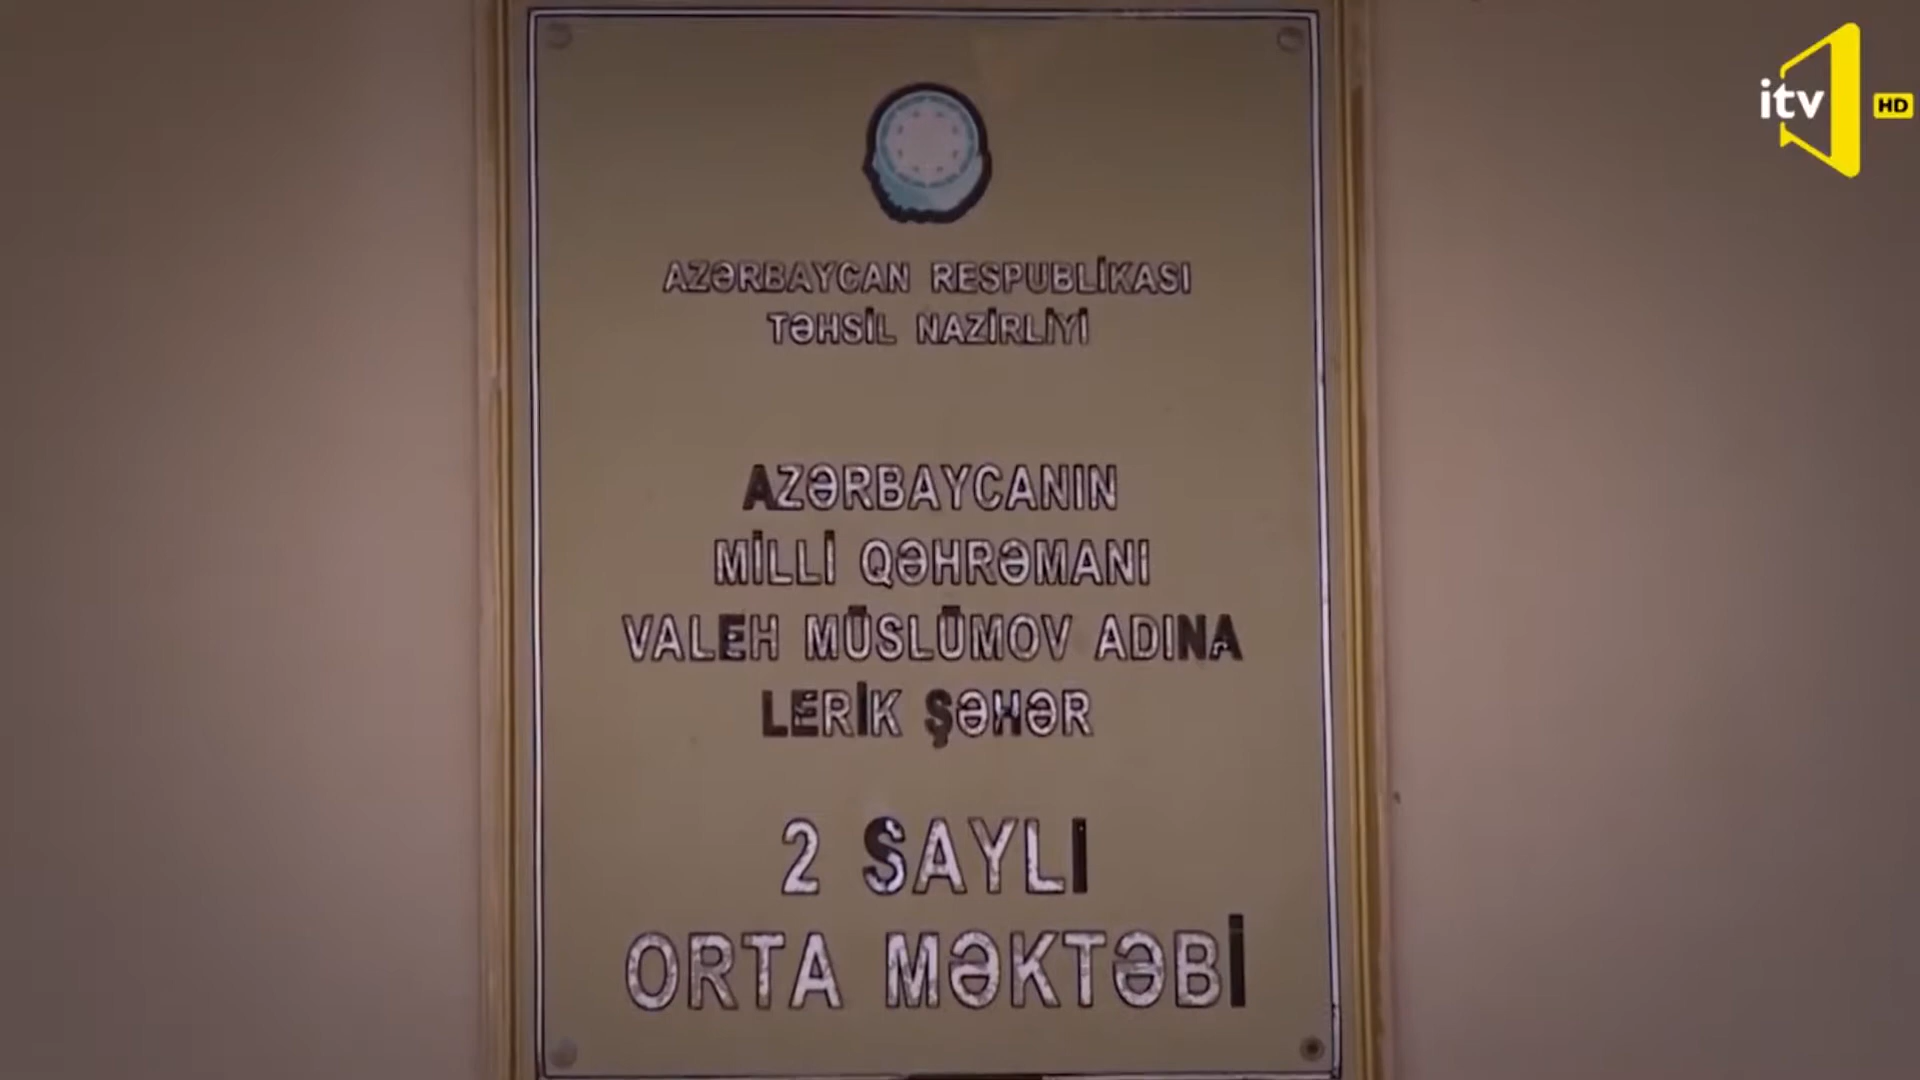 itv HD
AZƏRBAYCAN RESPUBLİKASI
TƏHSİL NAZİRLİYİ
AZƏRBAYCANIN
MİLLİ QƏHRƏMANI
VALEH MÜSLÜMOV ADINA
LERİK ŞƏHƏR
2 SAYLI
ORTA MƏKTƏBİ